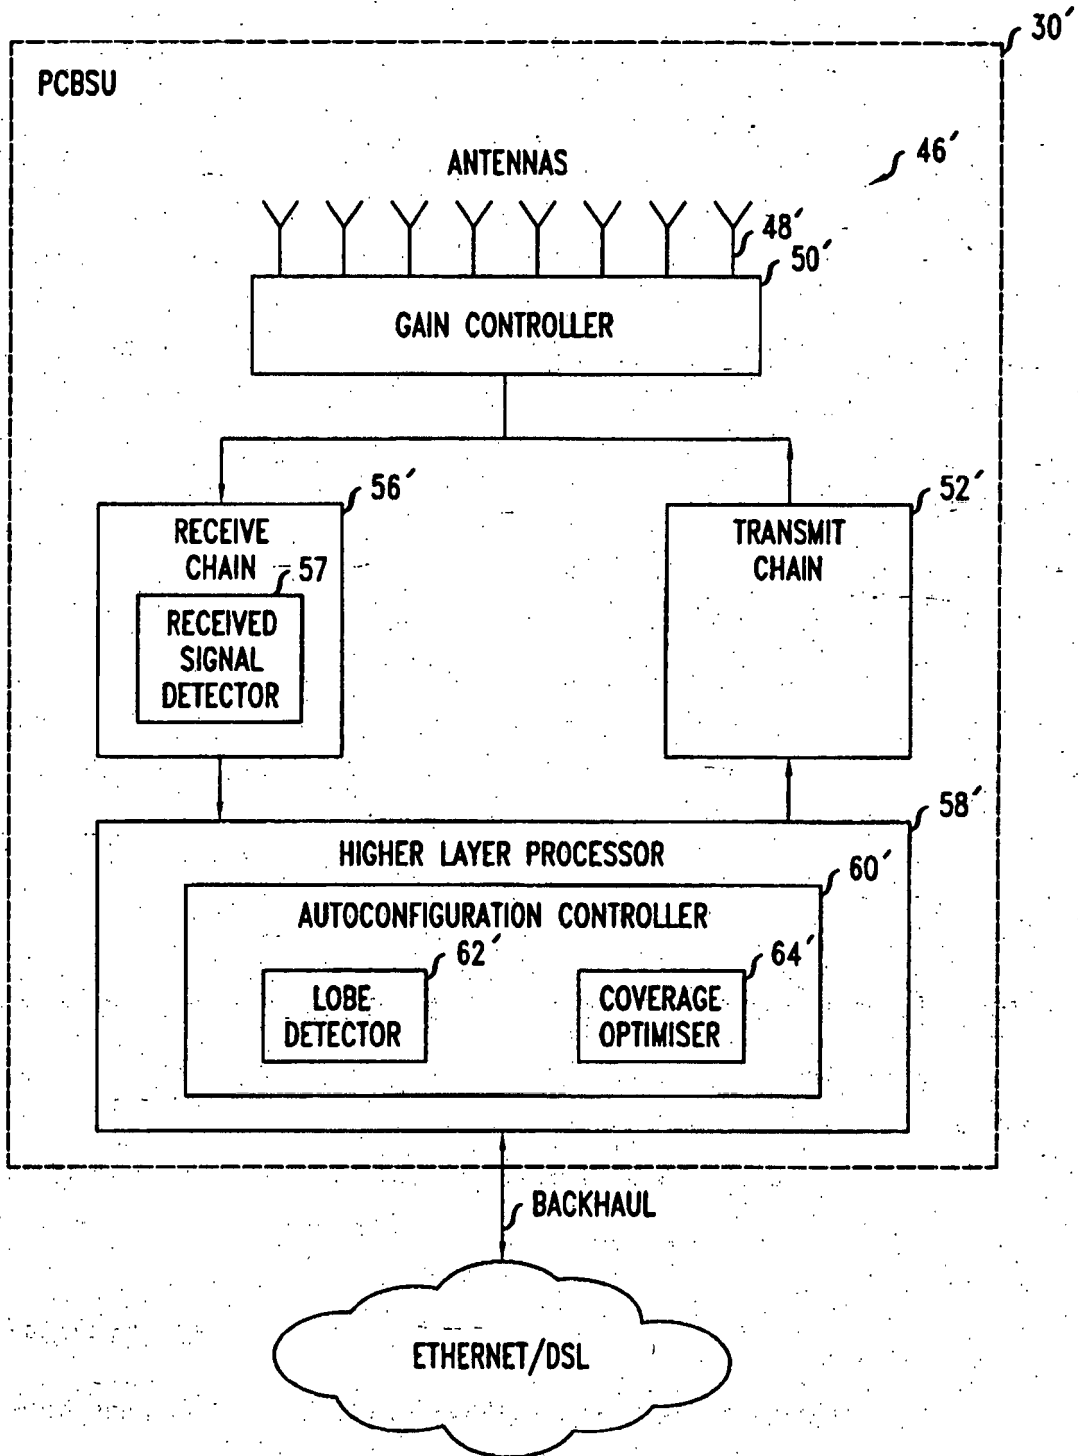 30′
PCBSU
46′
ANTENNAS
48′
50′
GAIN CONTROLLER
56′
52′
RECEIVE
CHAIN
TRANSMIT
CHAIN
57
RECEIVED
SIGNAL
DETECTOR
58′
HIGHER LAYER PROCESSOR
60′
AUTOCONFIGURATION CONTROLLER
62′
64′
LOBE
DETECTOR
COVERAGE
OPTIMISER
BACKHAUL
ETHERNET/DSL